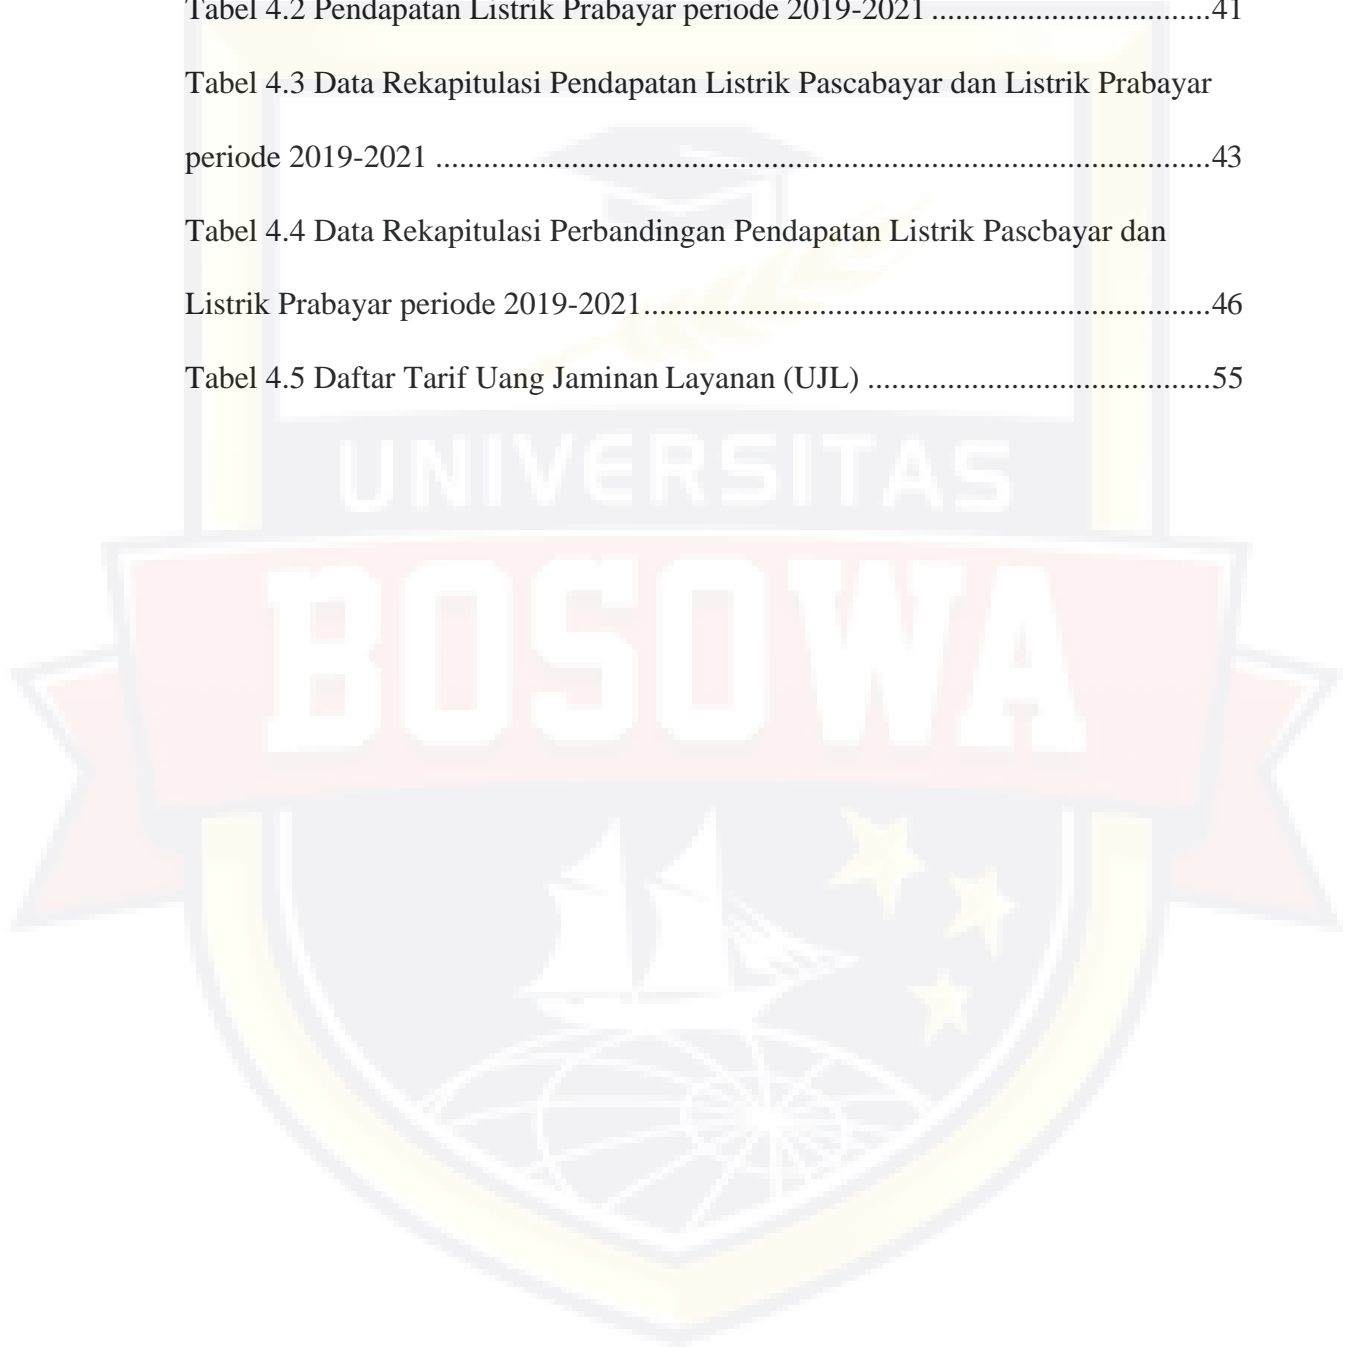 Tabel 4.2 Pendapatan Listrik Prabayar periode 2019-2021 ...................................41
Tabel 4.3 Data Rekapitulasi Pendapatan Listrik Pascabayar dan Listrik Prabayar
periode 2019-2021 .................................................................................................43
Tabel 4.4 Data Rekapitulasi Perbandingan Pendapatan Listrik Pascbayar dan
Listrik Prabayar periode 2019-2021.......................................................................46
Tabel 4.5 Daftar Tarif Uang Jaminan Layanan (UJL) ...........................................55
UNIVERSITAS
BOSOWA